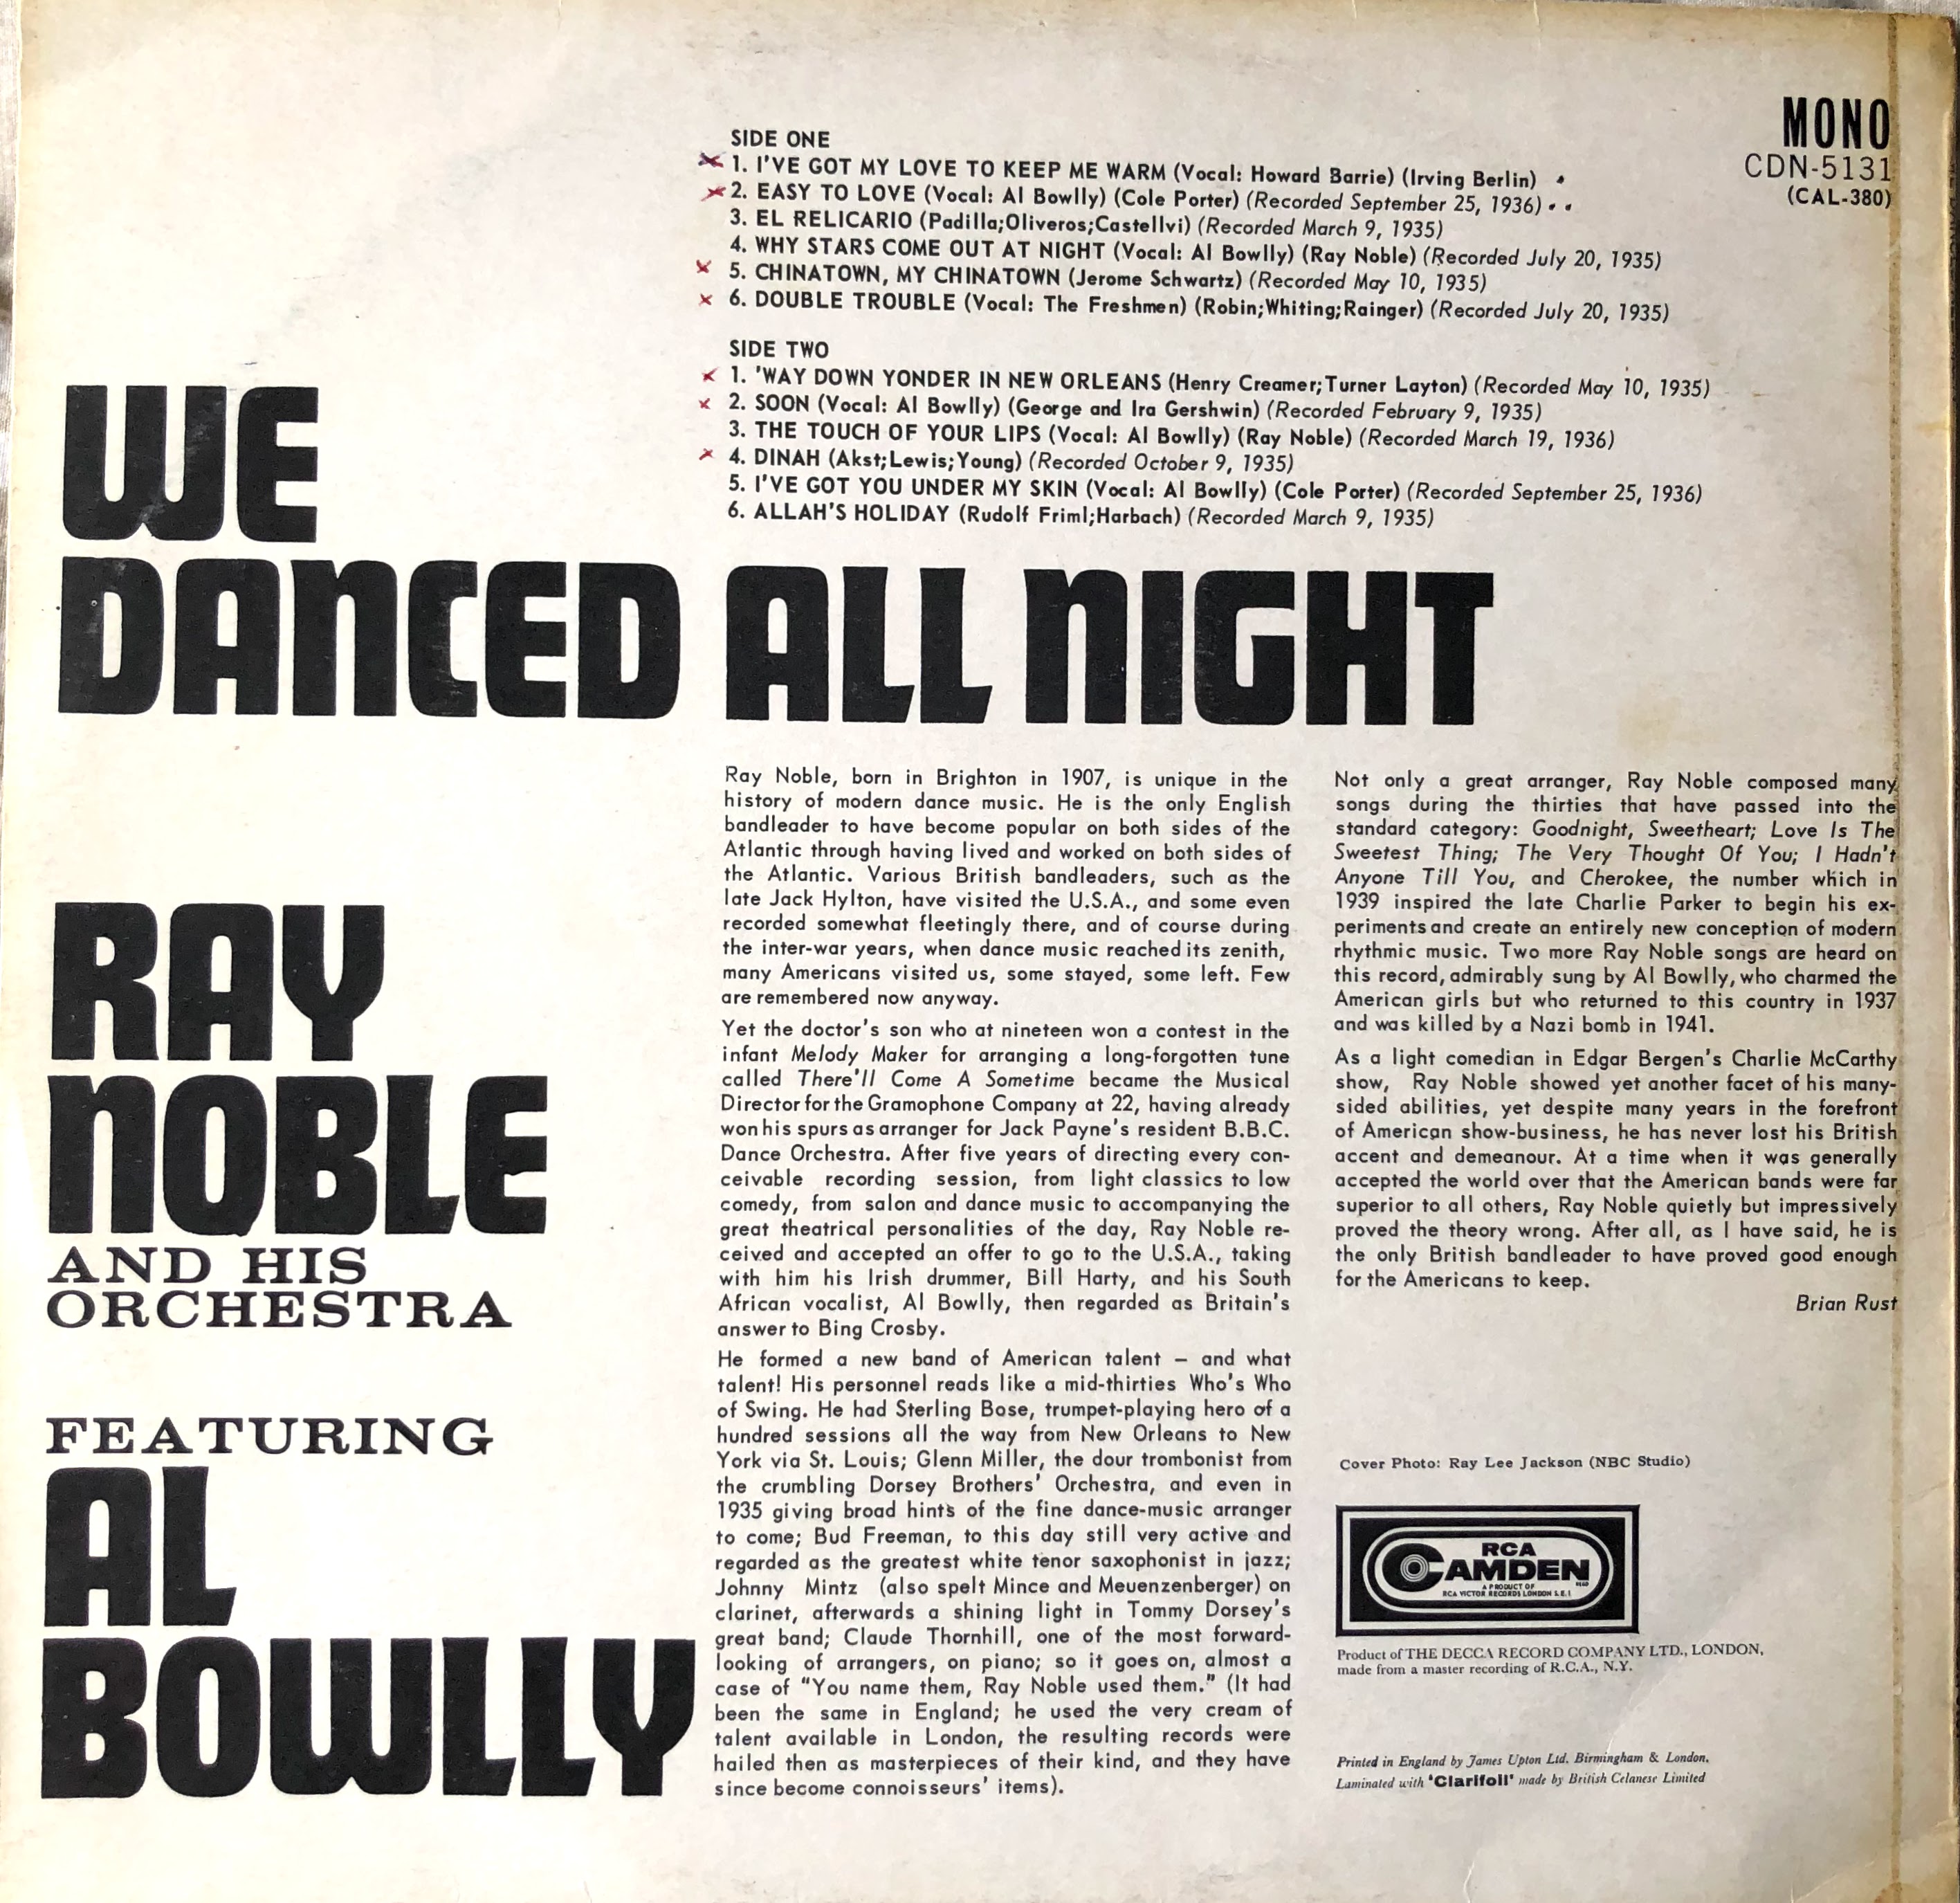 MONO
CDN-5131
(CAL-380)
SIDE ONE
1. I'VE GOT MY LOVE TO KEEP ME WARM (Vocal: Howard Barrie) (Irving Berlin)
2. EASY TO LOVE (Vocal: Al Bowlly) (Cole Porter) (Recorded September 25, 1936)
3. EL RELICARIO (Padilla;Oliveros;Castellvi) (Recorded March 9, 1935)
4. WHY STARS COME OUT AT NIGHT (Vocal: Al Bowlly) (Ray Noble) (Recorded July 20, 1935)
5. CHINATOWN, MY CHINATOWN (Jerome Schwartz) (Recorded May 10, 1935)
6. DOUBLE TROUBLE (Vocal: The Freshmen) (Robin;Whiting;Rainger) (Recorded July 20, 1935)
SIDE TWO
1. 'WAY DOWN YONDER IN NEW ORLEANS (Henry Creamer;Turner Layton) (Recorded May 10, 1935)
2. SOON (Vocal: Al Bowlly) (George and Ira Gershwin) (Recorded February 9, 1935)
3. THE TOUCH OF YOUR LIPS (Vocal: Al Bowlly) (Ray Noble) (Recorded March 19, 1936)
4. DINAH (Akst;Lewis;Young) (Recorded October 9, 1935)
5. I'VE GOT YOU UNDER MY SKIN (Vocal: Al Bowlly) (Cole Porter) (Recorded September 25, 1936)
6. ALLAH'S HOLIDAY (Rudolf Friml;Harbach) (Recorded March 9, 1935)
WE
DANCED ALL NIGHT
RAY
NOBLE
AND HIS
ORCHESTRA
FEATURING
AL
BOWLLY
Ray Noble, born in Brighton in 1907, is unique in the
history of modern dance music. He is the only English
bandleader to have become popular on both sides of the
Atlantic through having lived and worked on both sides of
the Atlantic. Various British bandleaders, such as the
late Jack Hylton, have visited the U.S.A., and some even
recorded somewhat fleetingly there, and of course during
the inter-war years, when dance music reached its zenith,
many Americans visited us, some stayed, some left. Few
are remembered now anyway.
Yet the doctor's son who at nineteen won a contest in the
infant Melody Maker for arranging a long-forgotten tune
called There'll Come A Sometime became the Musical
Director for the Gramophone Company at 22, having already
won his spurs as arranger for Jack Payne's resident B.B.C.
Dance Orchestra. After five years of directing every con-
ceivable recording session, from light classics to low
comedy, from salon and dance music to accompanying the
great theatrical personalities of the day, Ray Noble re-
ceived and accepted an offer to go to the U.S.A., taking
with him his Irish drummer, Bill Harty, and his South
African vocalist, Al Bowlly, then regarded as Britain's
answer to Bing Crosby.
He formed a new band of American talent – and what
talent! His personnel reads like a mid-thirties Who's Who
of Swing. He had Sterling Bose, trumpet-playing hero of a
hundred sessions all the way from New Orleans to New
York via St. Louis; Glenn Miller, the dour trombonist from
the crumbling Dorsey Brothers' Orchestra, and even in
1935 giving broad hints of the fine dance-music arranger
to come; Bud Freeman, to this day still very active and
regarded as the greatest white tenor saxophonist in jazz;
Johnny Mintz (also spelt Mince and Meuenzenberger) on
clarinet, afterwards a shining light in Tommy Dorsey's
great band; Claude Thornhill, one of the most forward-
looking of arrangers, on piano; so it goes on, almost a
case of "You name them, Ray Noble used them." (It had
been the same in England; he used the very cream of
talent available in London, the resulting records were
hailed then as masterpieces of their kind, and they have
since become connoisseurs' items).
Not only a great arranger, Ray Noble composed many
songs during the thirties that have passed into the
standard category: Goodnight, Sweetheart; Love Is The
Sweetest Thing; The Very Thought Of You; I Hadn't
Anyone Till You, and Cherokee, the number which in
1939 inspired the late Charlie Parker to begin his ex-
periments and create an entirely new conception of modern
rhythmic music. Two more Ray Noble songs are heard on
this record, admirably sung by Al Bowlly, who charmed the
American girls but who returned to this country in 1937
and was killed by a Nazi bomb in 1941.
As a light comedian in Edgar Bergen's Charlie McCarthy
show, Ray Noble showed yet another facet of his many-
sided abilities, yet despite many years in the forefront
of American show-business, he has never lost his British
accent and demeanour. At a time when it was generally
accepted the world over that the American bands were far
superior to all others, Ray Noble quietly but impressively
proved the theory wrong. After all, as I have said, he is
the only British bandleader to have proved good enough
for the Americans to keep.
Brian Rust
Cover Photo: Ray Lee Jackson (NBC Studio)
RCA
CAMDEN
A PRODUCT OF
RCA VICTOR RECORDS LONDON S.E.1
Product of THE DECCA RECORD COMPANY LTD., LONDON,
made from a master recording of R.C.A., N.Y.
Printed in England by James Upton Ltd. Birmingham & London.
Laminated with 'Clarifoil' made by British Celanese Limited